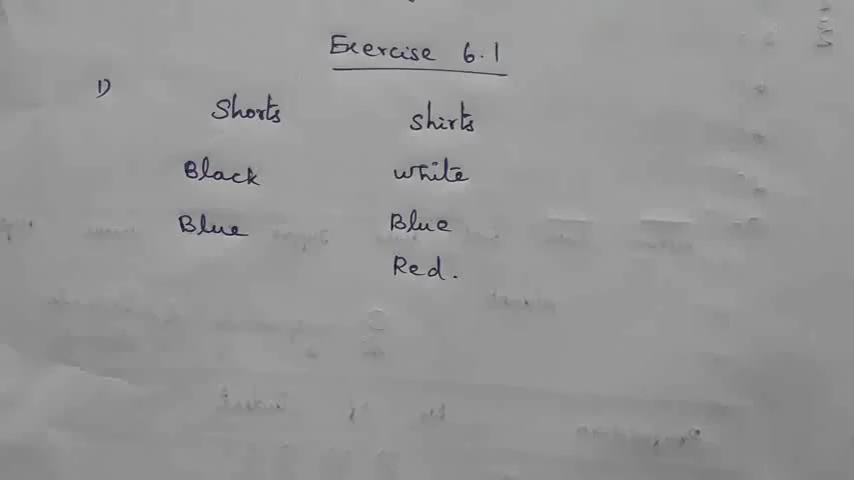 Exercise 6.1
1)
Shorts shirts
Black white
Blue Blue
Red.